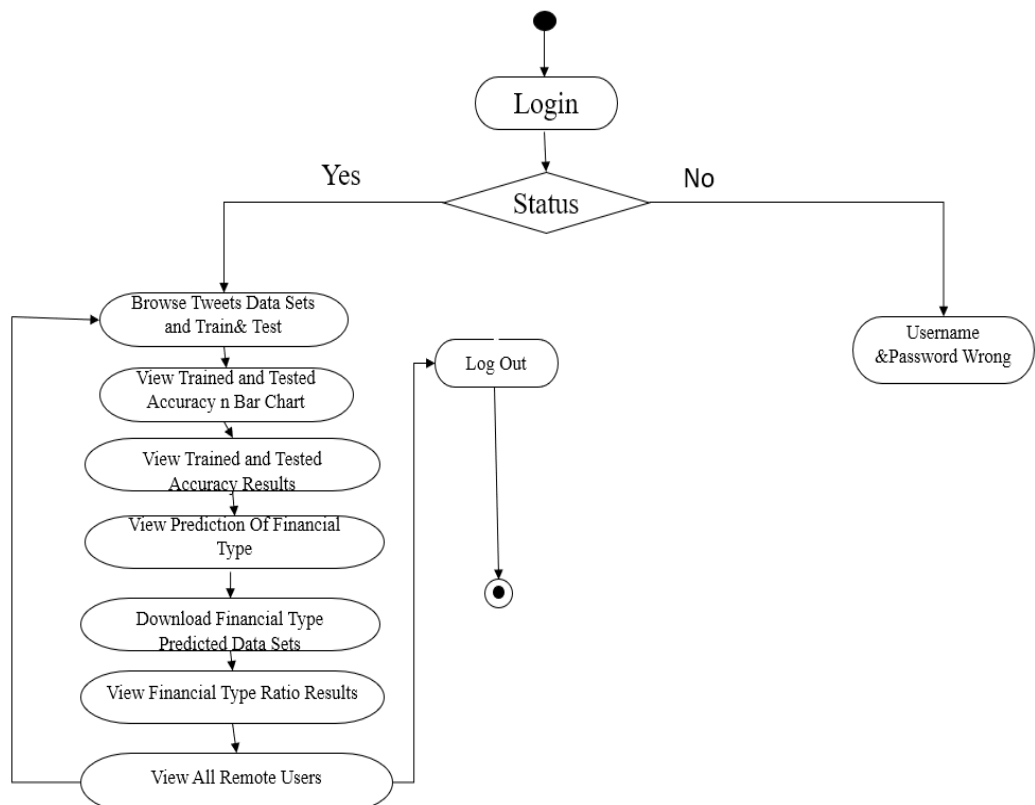 Login
Yes
No
Status
Browse Tweets Data Sets
and Train& Test
View Trained and Tested
Accuracy n Bar Chart
View Trained and Tested
Accuracy Results
View Prediction Of Financial
Type
Download Financial Type
Predicted Data Sets
View Financial Type Ratio Results
View All Remote Users
Log Out
Username
&Password Wrong